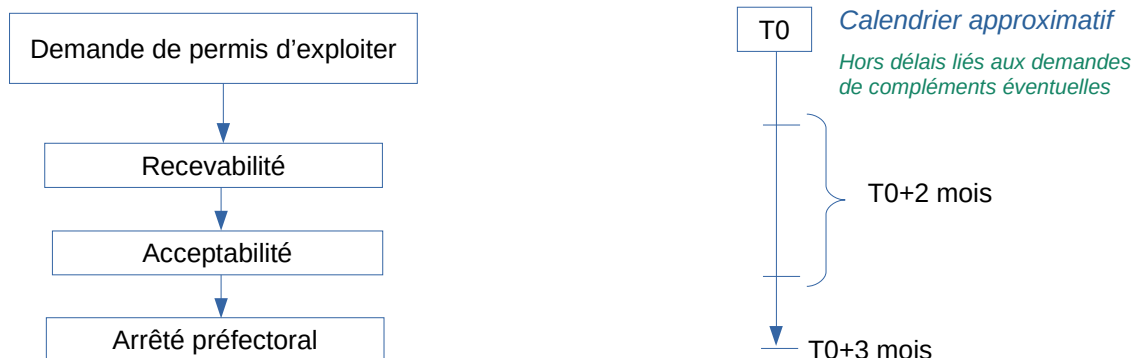 Demande de permis d’exploiter
Recevabilité
Acceptabilité
Arrêté préfectoral
T0
Calendrier approximatif
Hors délais liés aux demandes
de compléments éventuelles
T0+2 mois
T0+3 mois